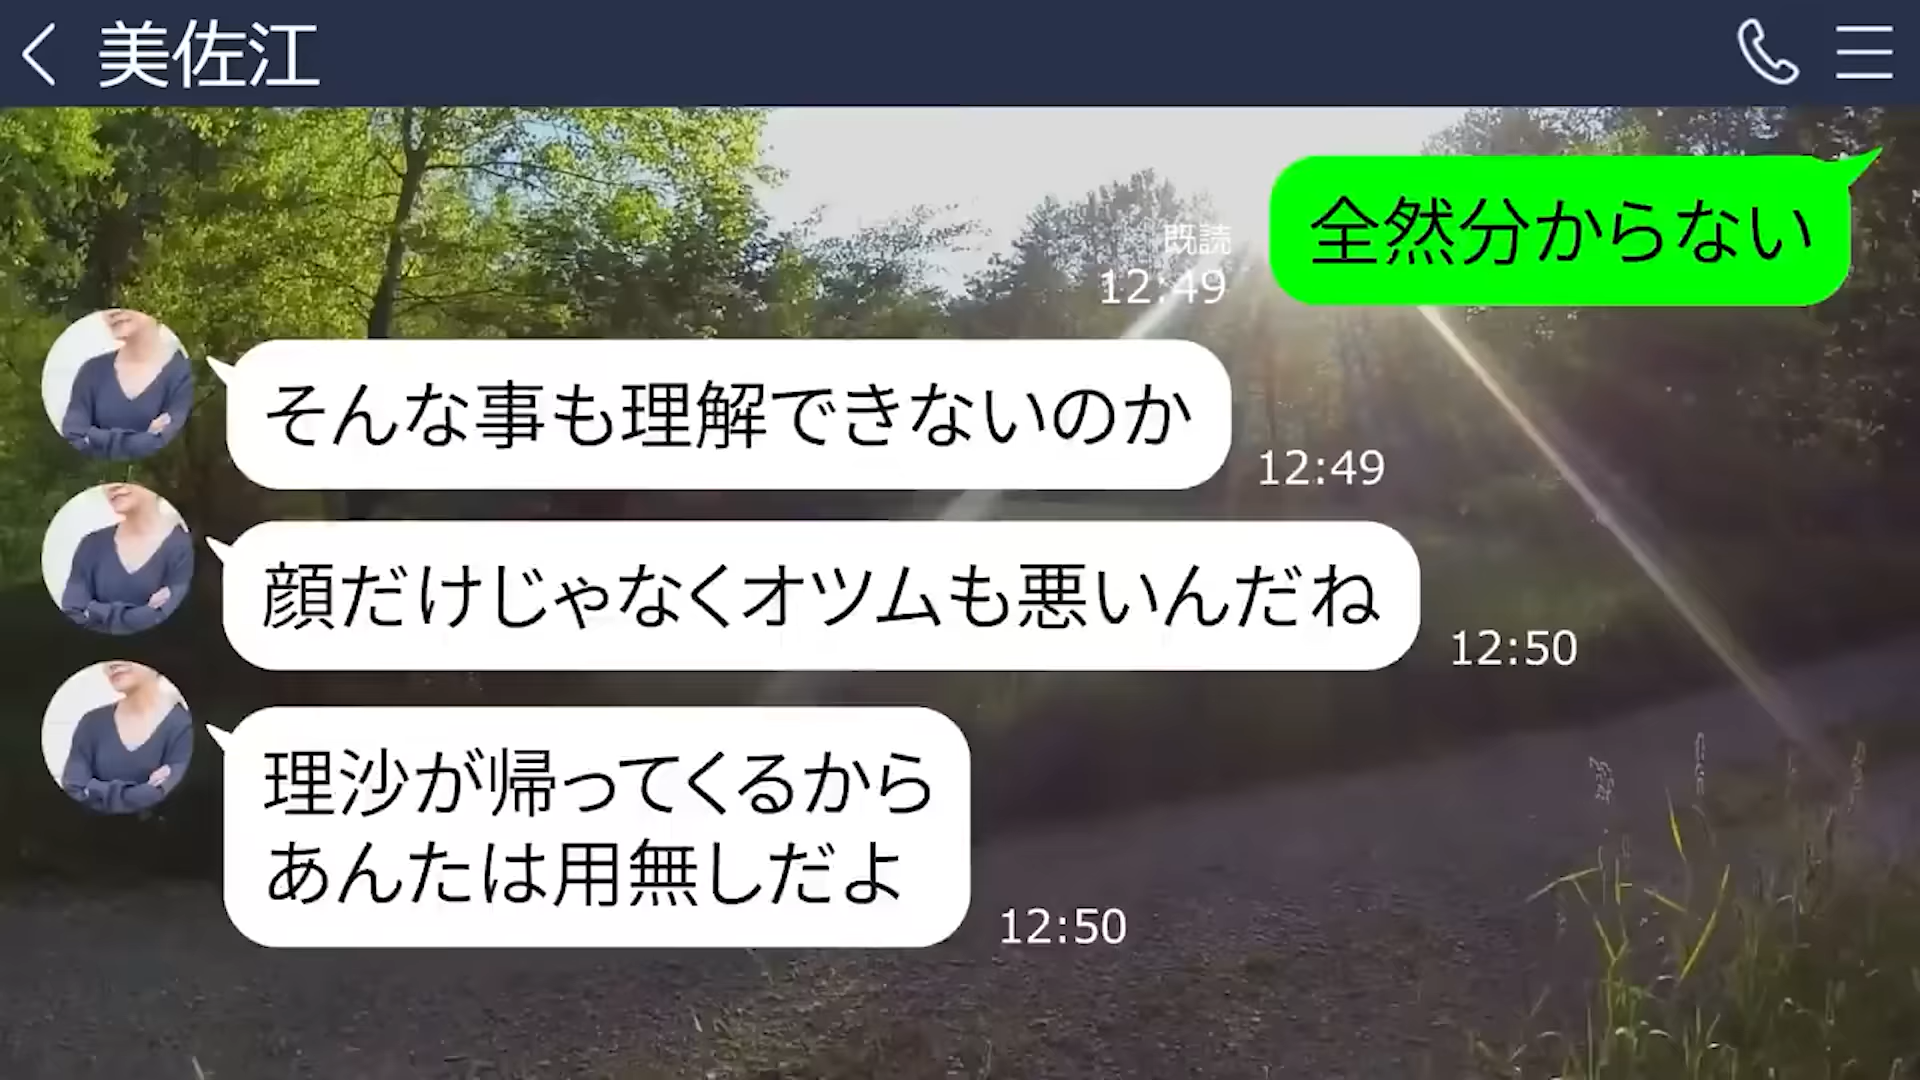 美佐江
全然分からない
既読
12:49
そんな事も理解できないのか
12:49
顔だけじゃなくオツムも悪いんだね
12:50
理沙が帰ってくるから
あんたは用無しだよ
12:50